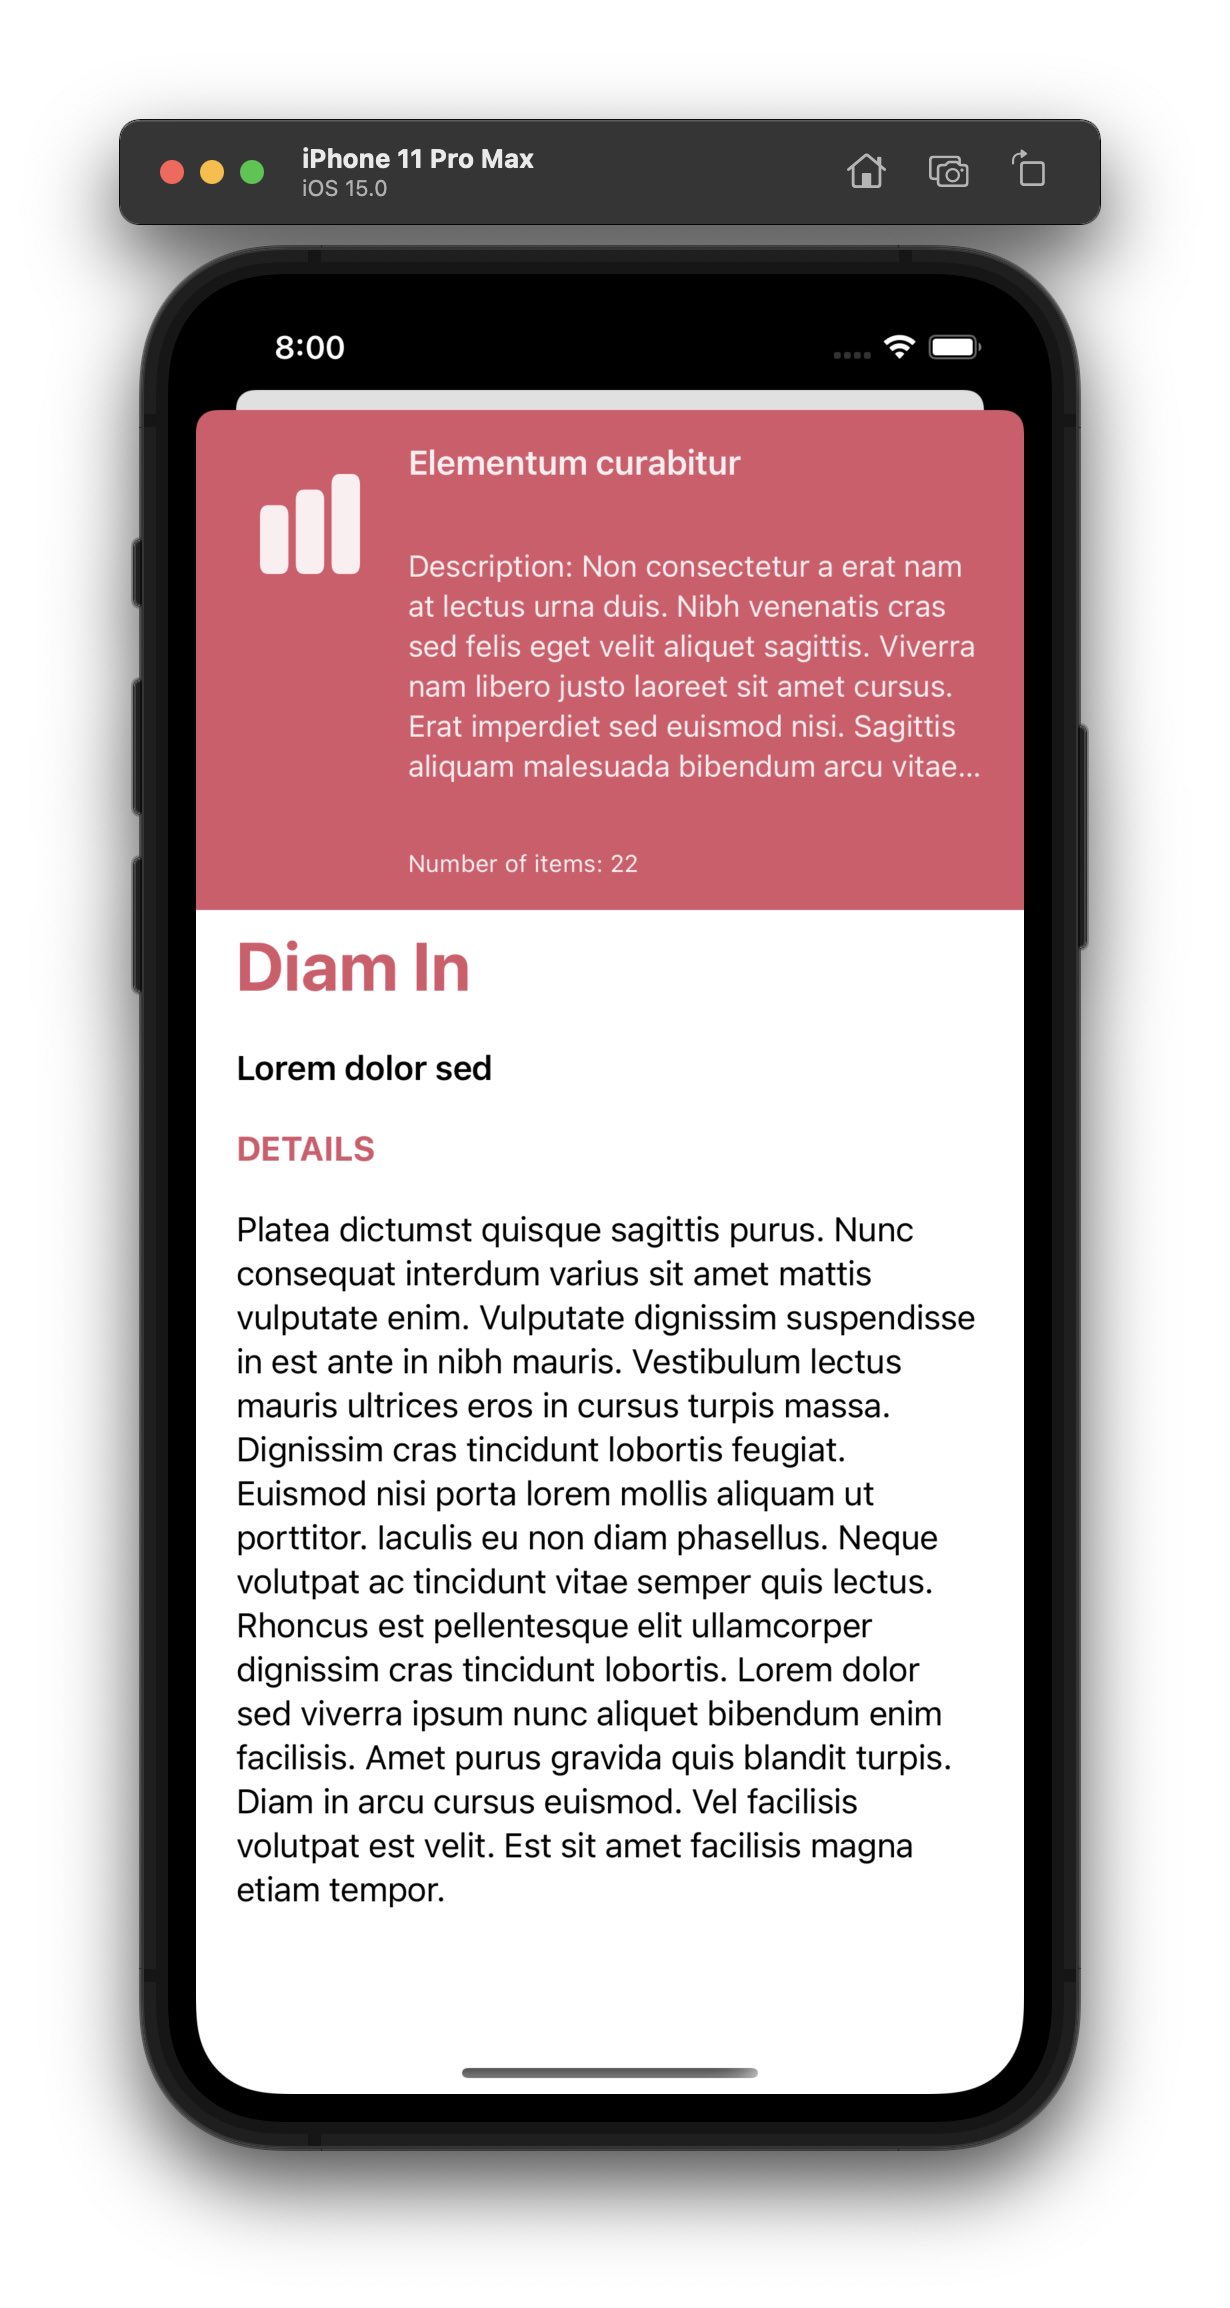 iPhone 11 Pro Max
iOS 15.0
8:00
Elementum curabitur
Description: Non consectetur a erat nam
at lectus urna duis. Nibh venenatis cras
sed felis eget velit aliquet sagittis. Viverra
nam libero justo laoreet sit amet cursus.
Erat imperdiet sed euismod nisi. Sagittis
aliquam malesuada bibendum arcu vitae...
Number of items: 22
Diam In
Lorem dolor sed
DETAILS
Platea dictumst quisque sagittis purus. Nunc
consequat interdum varius sit amet mattis
vulputate enim. Vulputate dignissim suspendisse
in est ante in nibh mauris. Vestibulum lectus
mauris ultrices eros in cursus turpis massa.
Dignissim cras tincidunt lobortis feugiat.
Euismod nisi porta lorem mollis aliquam ut
porttitor. Iaculis eu non diam phasellus. Neque
volutpat ac tincidunt vitae semper quis lectus.
Rhoncus est pellentesque elit ullamcorper
dignissim cras tincidunt lobortis. Lorem dolor
sed viverra ipsum nunc aliquet bibendum enim
facilisis. Amet purus gravida quis blandit turpis.
Diam in arcu cursus euismod. Vel facilisis
volutpat est velit. Est sit amet facilisis magna
etiam tempor.